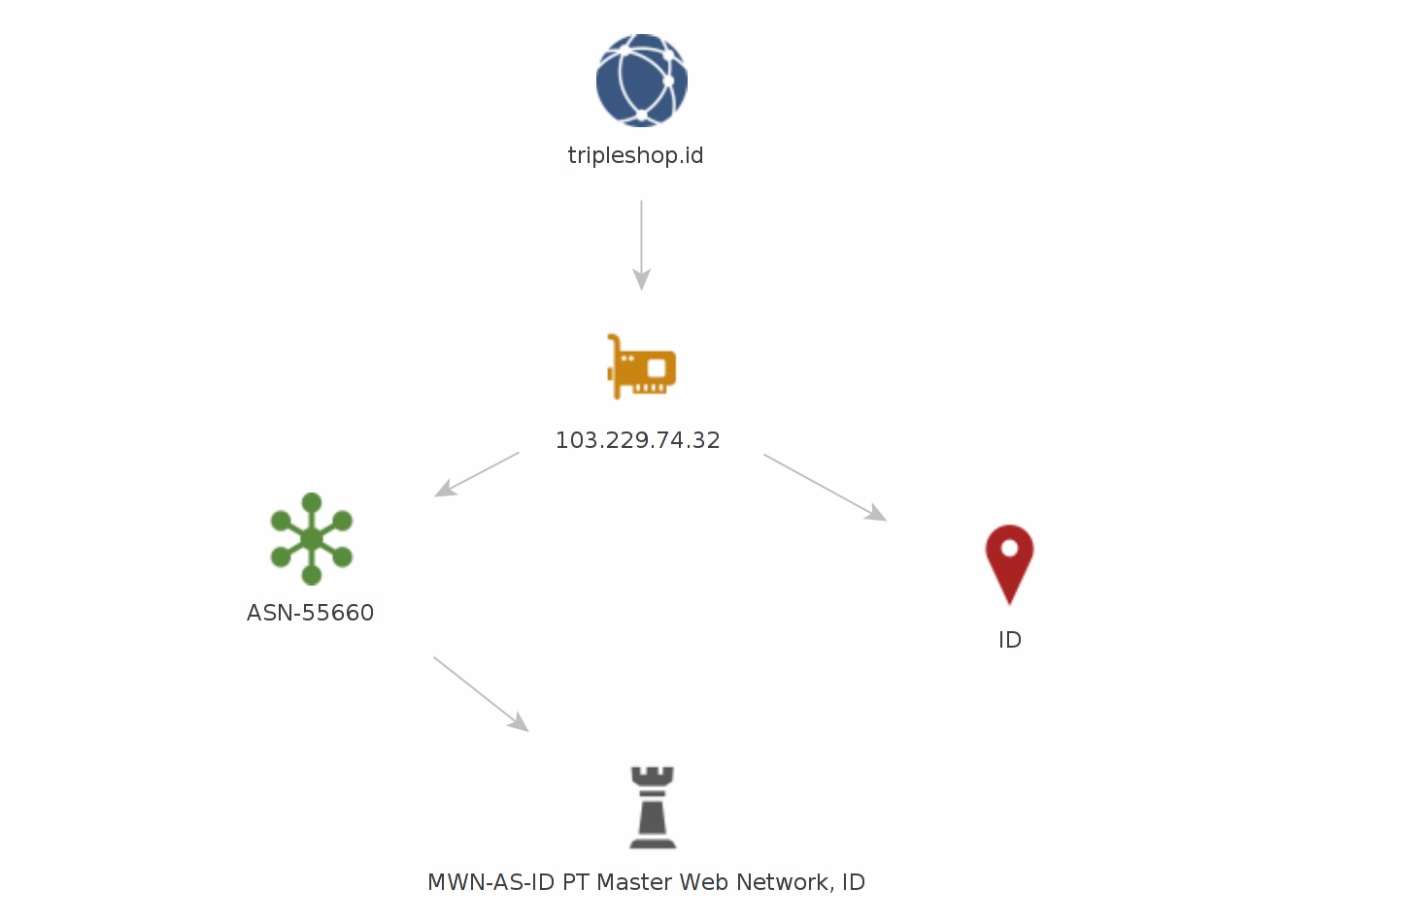 tripleshop.id
103.229.74.32
ASN-55660
ID
MWN-AS-ID PT Master Web Network, ID